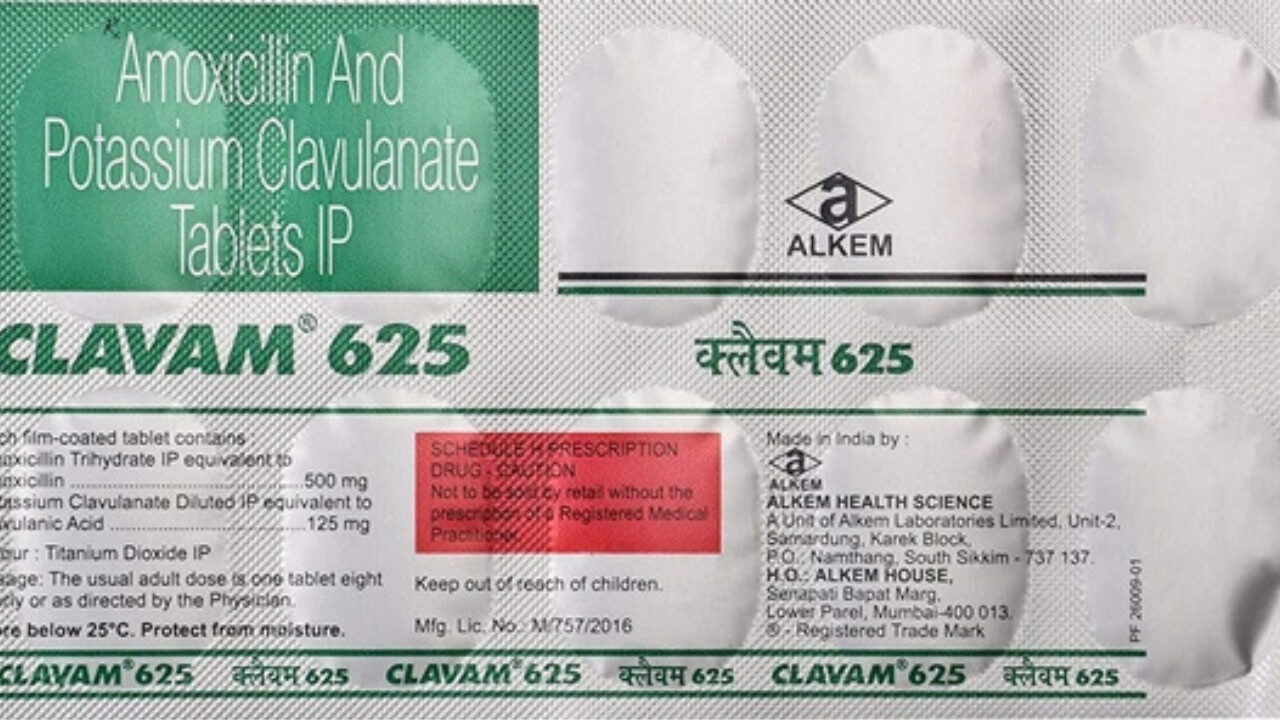 Amoxicillin And
Potassium Clavulanate
Tablets IP
a
ALKEM
CLAVAM® 625
क्लैवम 625
film-coated tablet contains :
Trihydrate IP equivalent to
500 mg
Clavulanate Diluted IP equivalent to
Acid 125 mg
: Titanium Dioxide IP
The usual adult dose is one tablet eight
or as directed by the Physician.
below 25°C. Protect from moisture.
SCHEDULE H PRESCRIPTION
DRUG - CAUTION
Not to be sold by retail without the
prescription of a Registered Medical
Practitioner.
Keep out of reach of children.
Mfg. Lic. No.: M/757/2016
Made in India by :
a
ALKEM
ALKEM HEALTH SCIENCE
A Unit of Alkem Laboratories Limited, Unit-2,
Samardung, Karek Block,
P.O.: Namthang, South Sikkim - 737 137.
H.O.: ALKEM HOUSE,
Senapati Bapat Marg,
Lower Parel, Mumbai-400 013.
® - Registered Trade Mark
PF 26009-01
CLAVAM® 625 क्लैवम 625 CLAVAM® 625 क्लैवम 625 CLAVAM® 625 क्लैवम 625